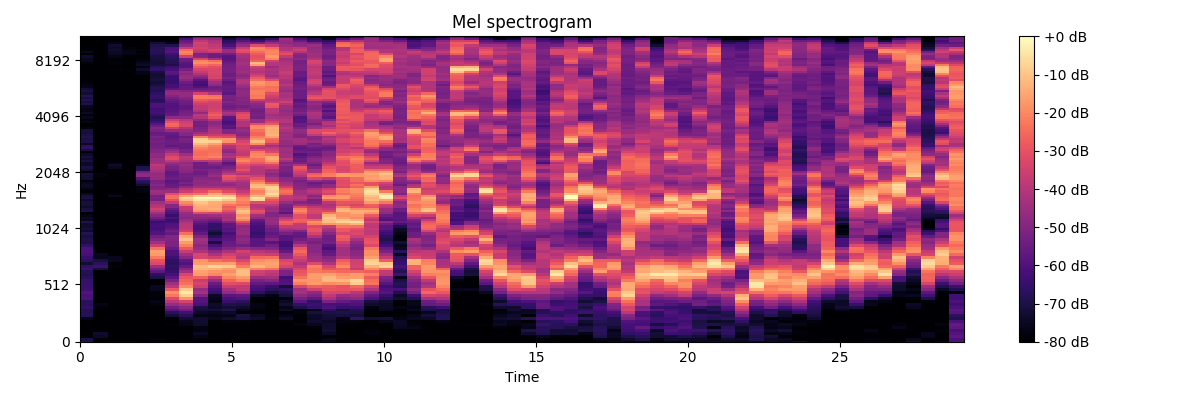 Mel spectrogram
8192
4096
2048
1024
512
0
Hz
0 5 10 15 20 25
Time
+0 dB
-10 dB
-20 dB
-30 dB
-40 dB
-50 dB
-60 dB
-70 dB
-80 dB